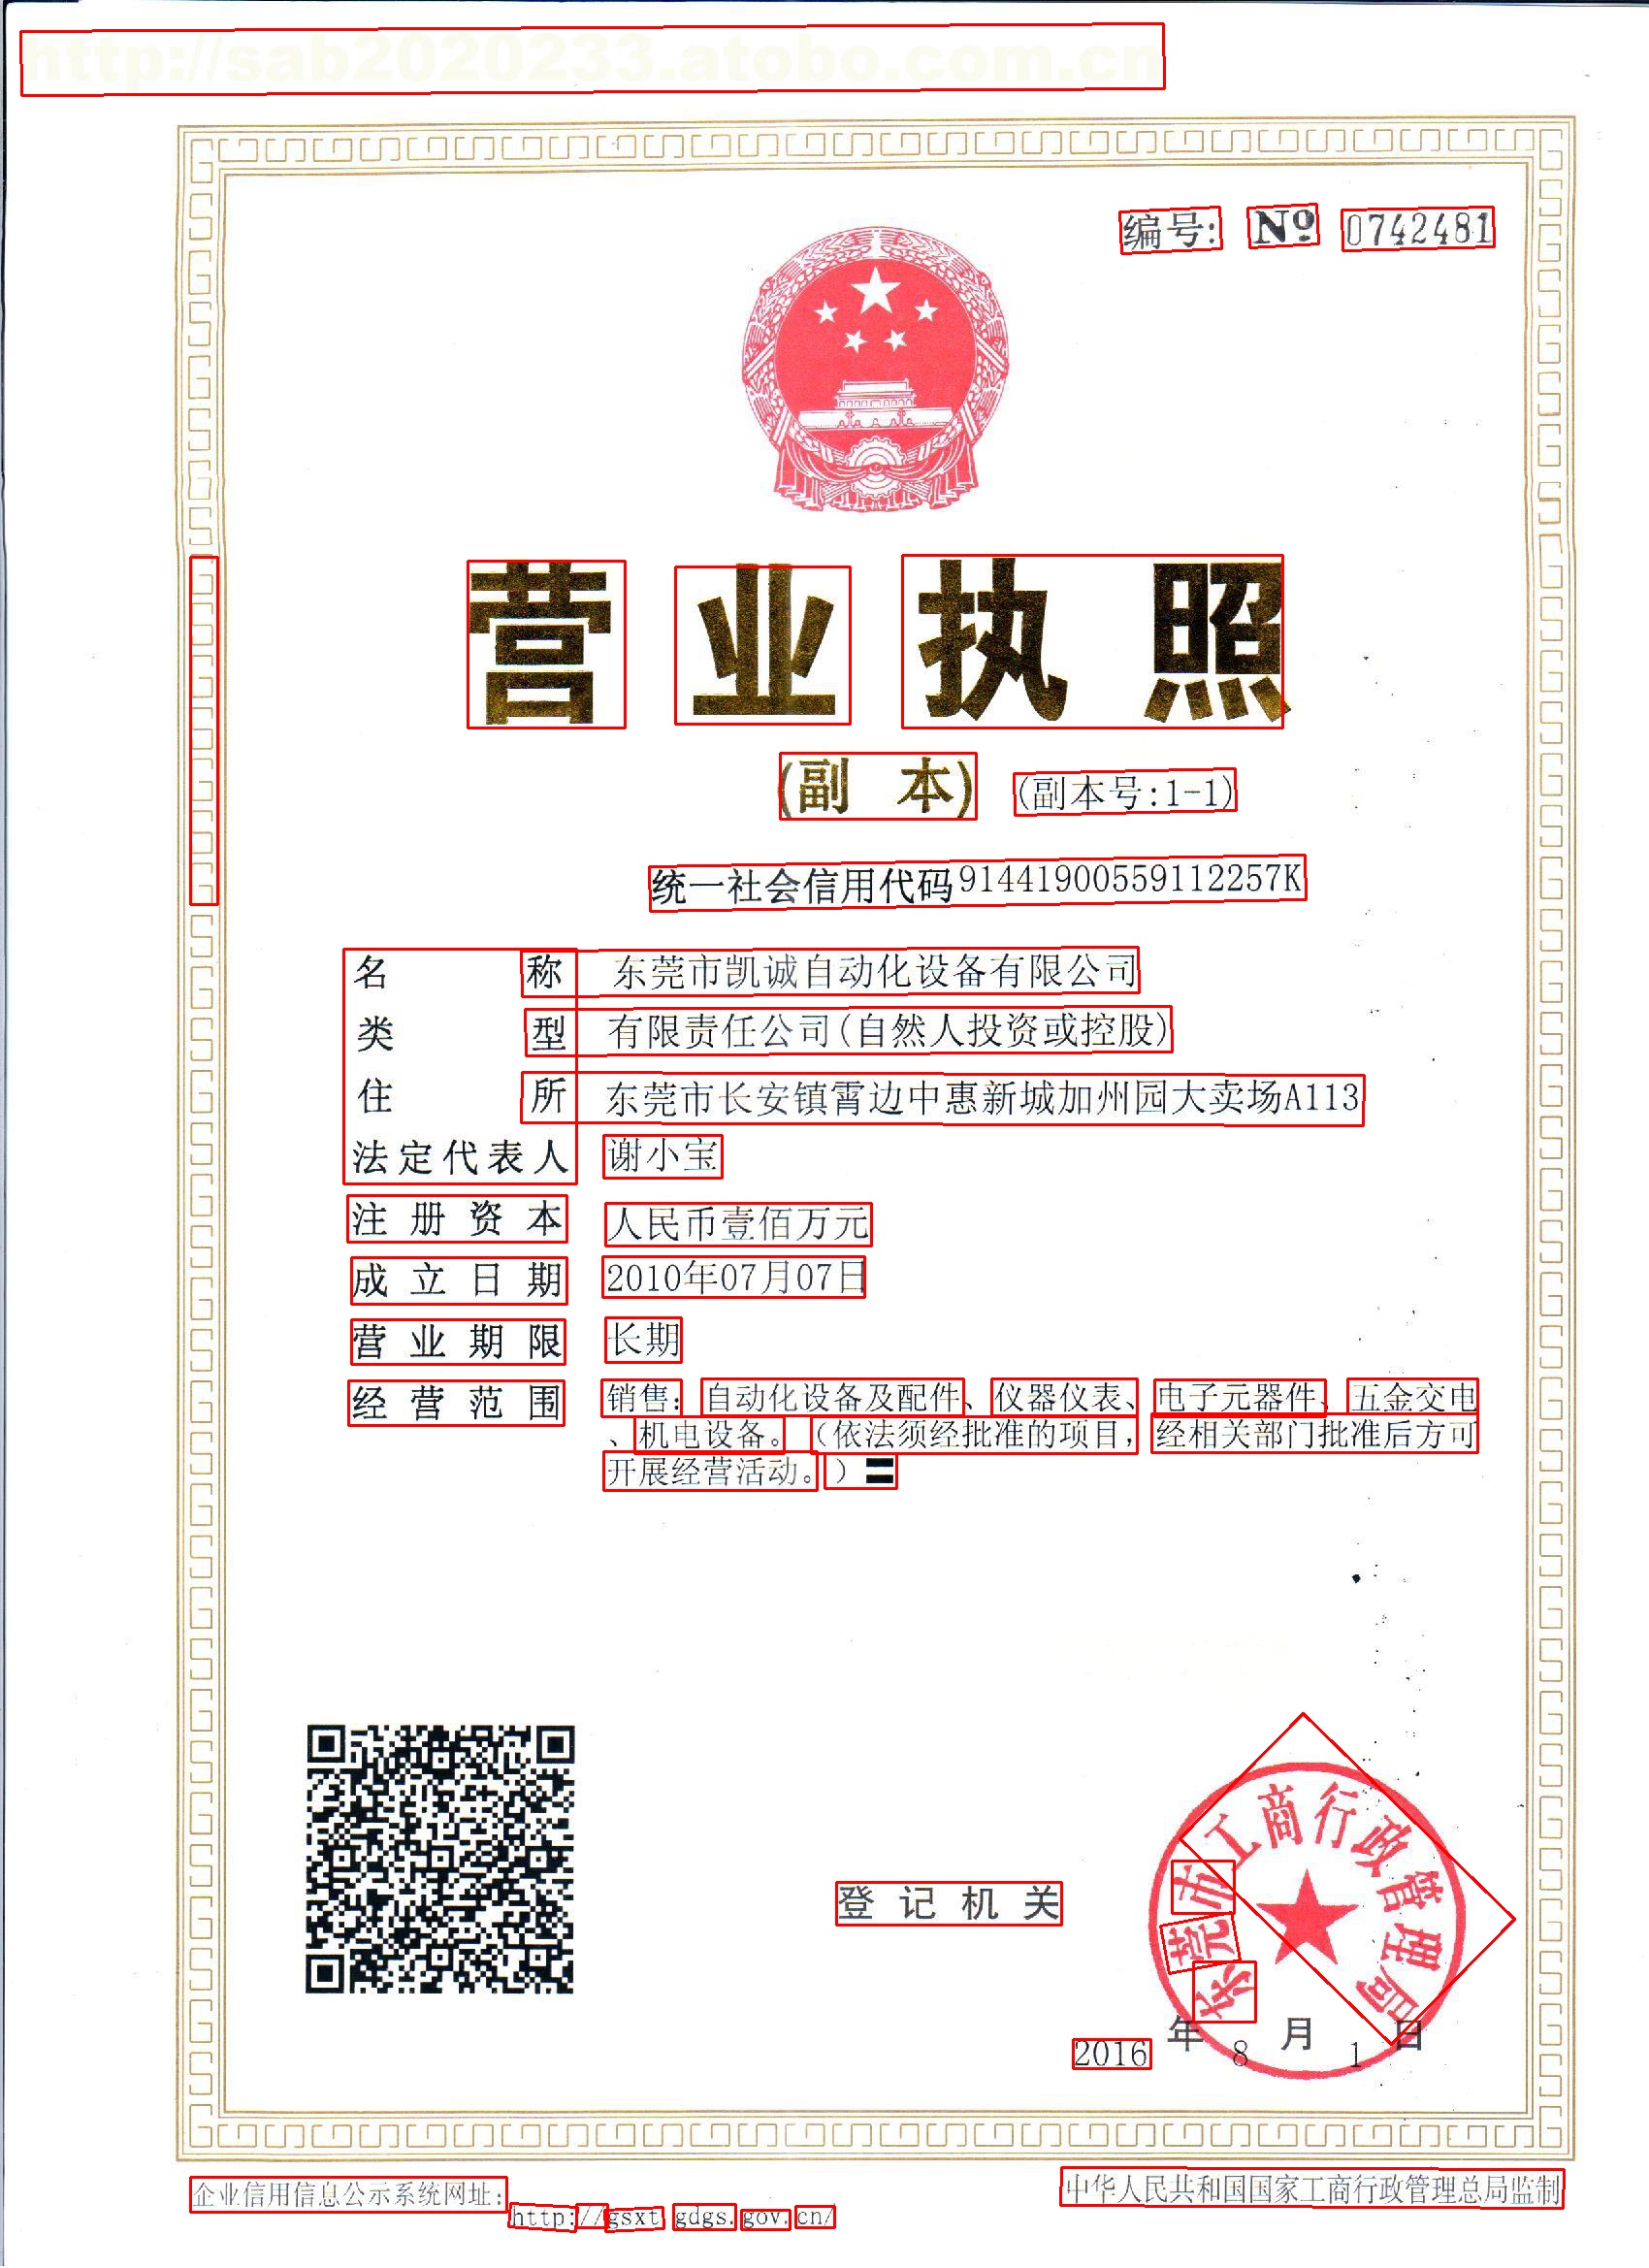 http://sab2020233.atobo.com.cn
编号: № 0742481
营业执照
(副 本) (副本号:1-1)
统一社会信用代码91441900559112257K
名 称 东莞市凯诚自动化设备有限公司
类 型 有限责任公司(自然人投资或控股)
住 所 东莞市长安镇霄边中惠新城加州园大卖场A113
法定代表人 谢小宝
注册资本 人民币壹佰万元
成立日期 2010年07月07日
营业期限 长期
经营范围 销售：自动化设备及配件、仪器仪表、电子元器件、五金交电
、机电设备。（依法须经批准的项目，经相关部门批准后方可
开展经营活动。）
东莞市工商行政管理局
登记机关
2016年8月1日
企业信用信息公示系统网址: http://gsxt.gdgs.gov.cn/
中华人民共和国国家工商行政管理总局监制